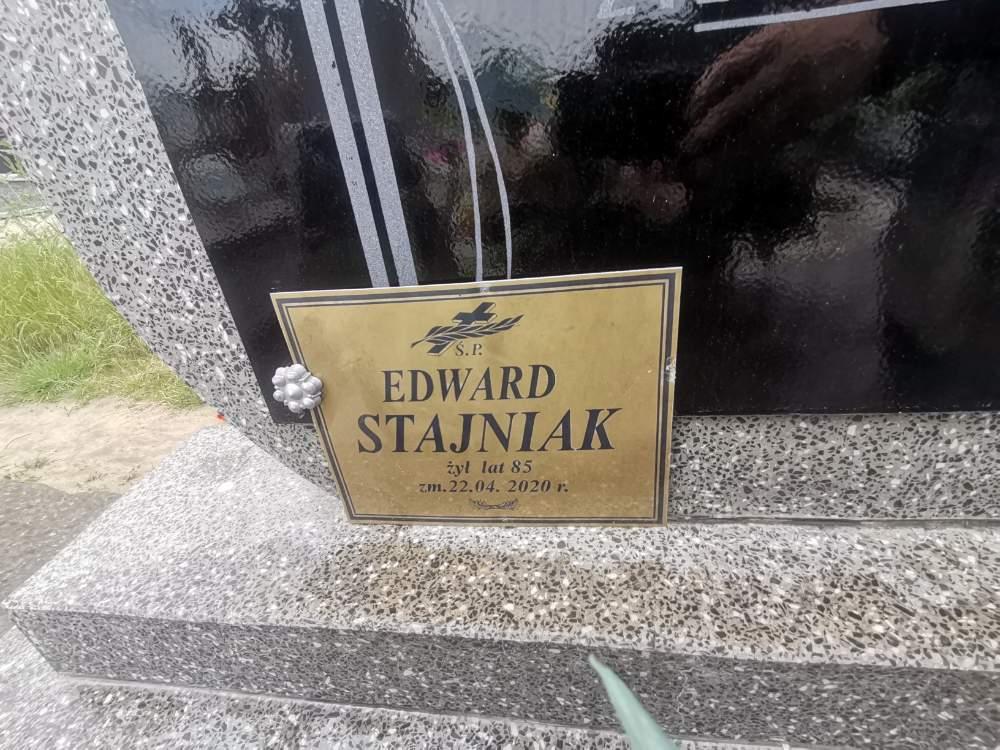 Ś.P.
EDWARD
STAJNIAK
żył lat 85
zm.22.04. 2020 r.